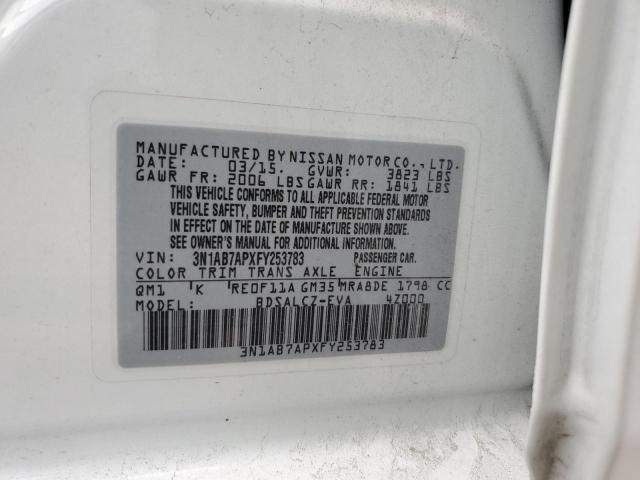 MANUFACTURED BY NISSAN MOTOR CO., LTD.
DATE: 03/15. GVWR: 3823 LBS
GAWR FR: 2006 LBS GAWR RR: 1841 LBS
THIS VEHICLE CONFORMS TO ALL APPLICABLE FEDERAL MOTOR
VEHICLE SAFETY, BUMPER AND THEFT PREVENTION STANDARDS
IN EFFECT ON THE DATE OF MANUFACTURE SHOWN ABOVE.
SEE OWNER'S MANUAL FOR ADDITIONAL INFORMATION.
VIN: 3N1AB7APXFY253783 PASSENGER CAR.
COLOR TRIM TRANS AXLE ENGINE
QM1 K RE0F11A GM35 MRA8DE 1798 CC
MODEL: BDSALCZ-EVA 4Z000
3N1AB7APXFY253783